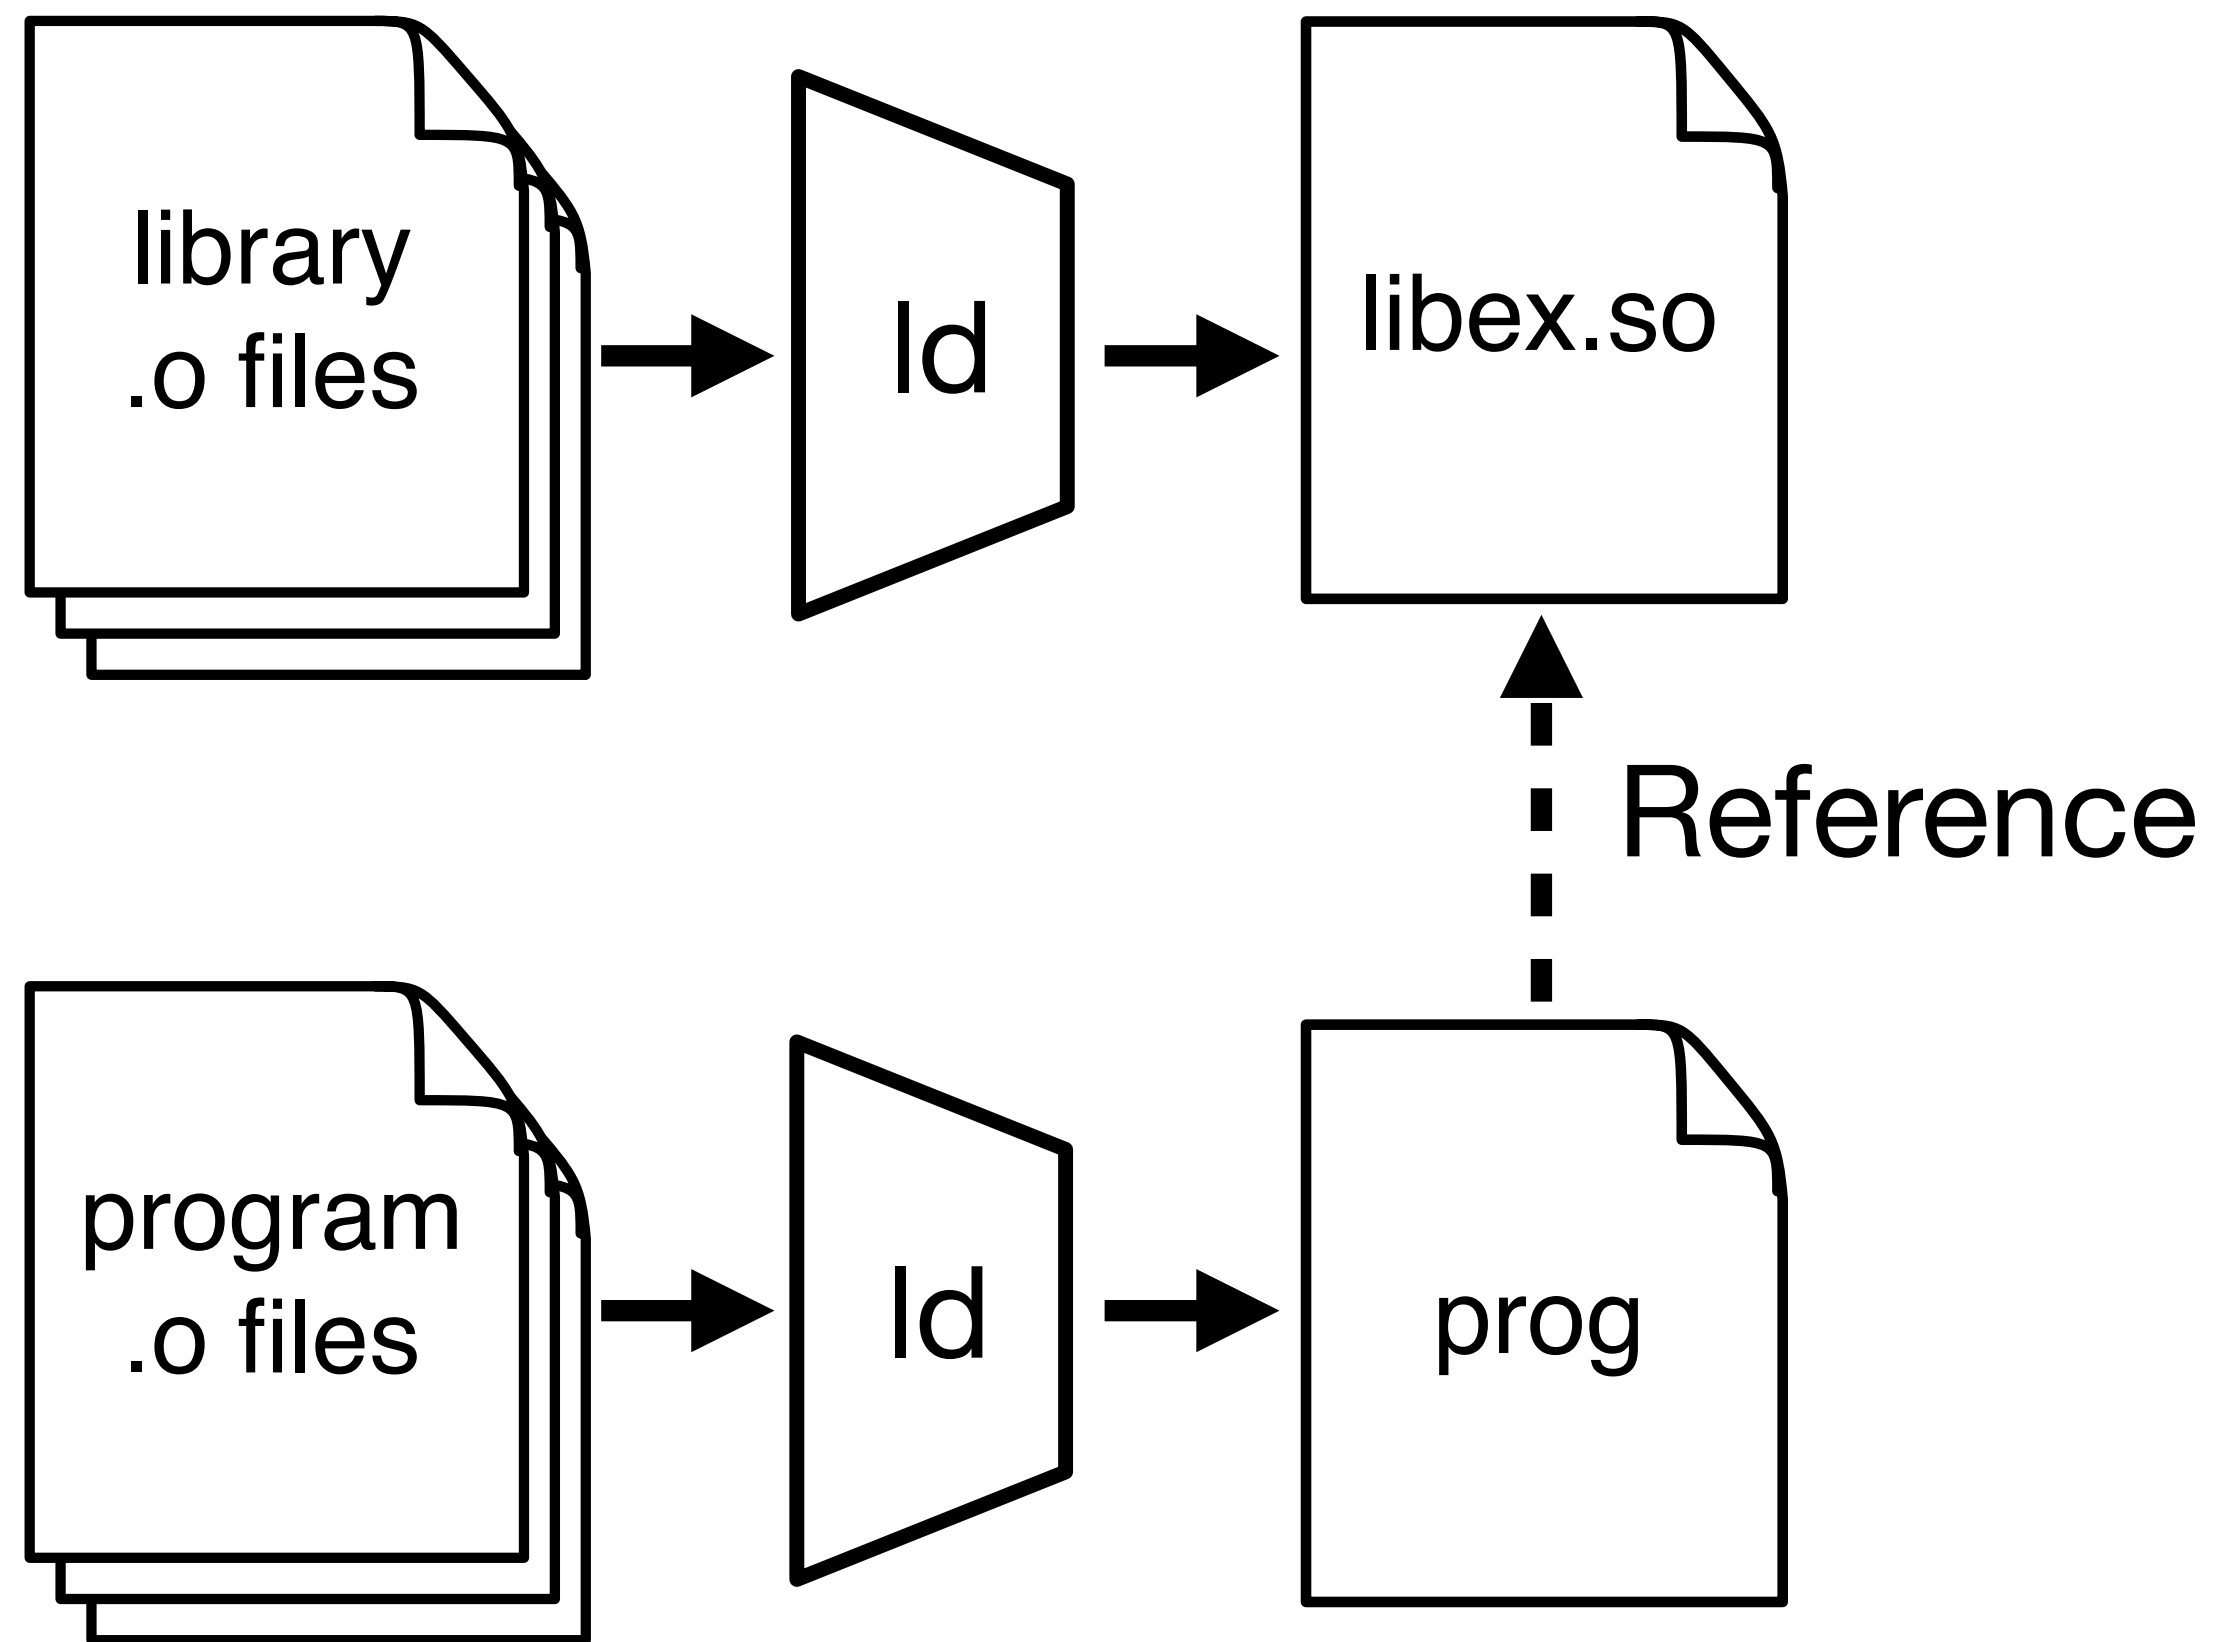 library
.o files
ld
libex.so
Reference
program
.o files
ld
prog